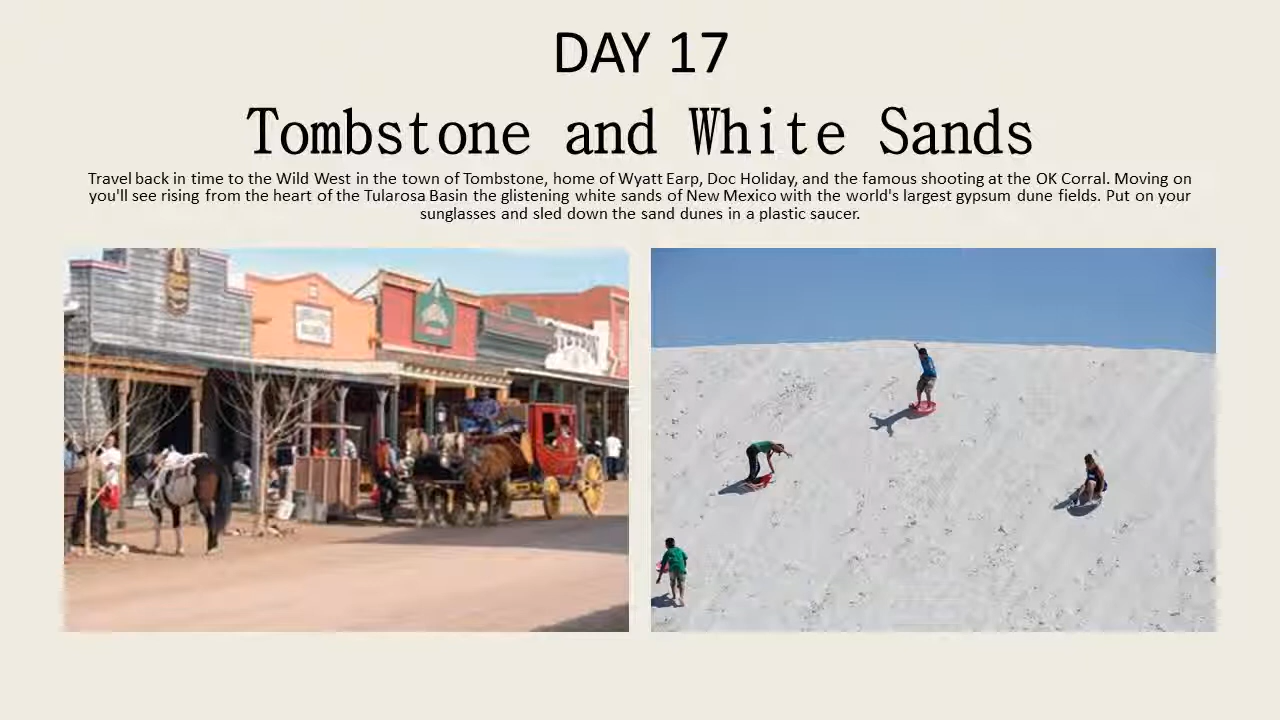 DAY 17
Tombstone and White Sands
Travel back in time to the Wild West in the town of Tombstone, home of Wyatt Earp, Doc Holiday, and the famous shooting at the OK Corral. Moving on
you'll see rising from the heart of the Tularosa Basin the glistening white sands of New Mexico with the world's largest gypsum dune fields. Put on your
sunglasses and sled down the sand dunes in a plastic saucer.
STETSON